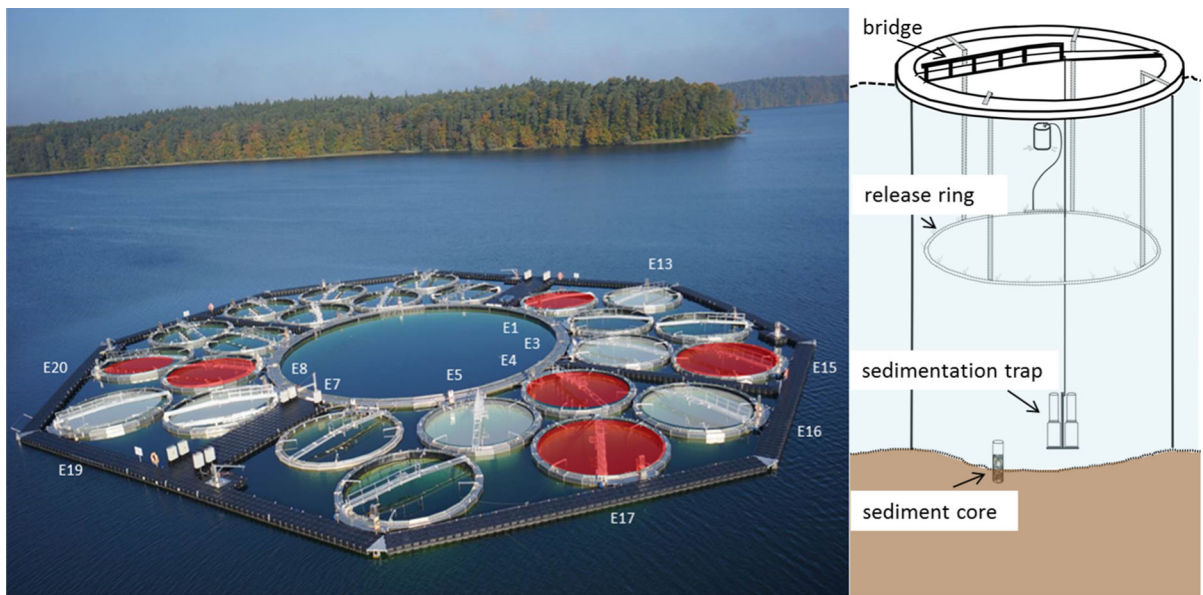 E13
E1
E3
E4
E20
E8
E7
E5
E15
E16
E19
E17
bridge
release ring
sedimentation trap
sediment core